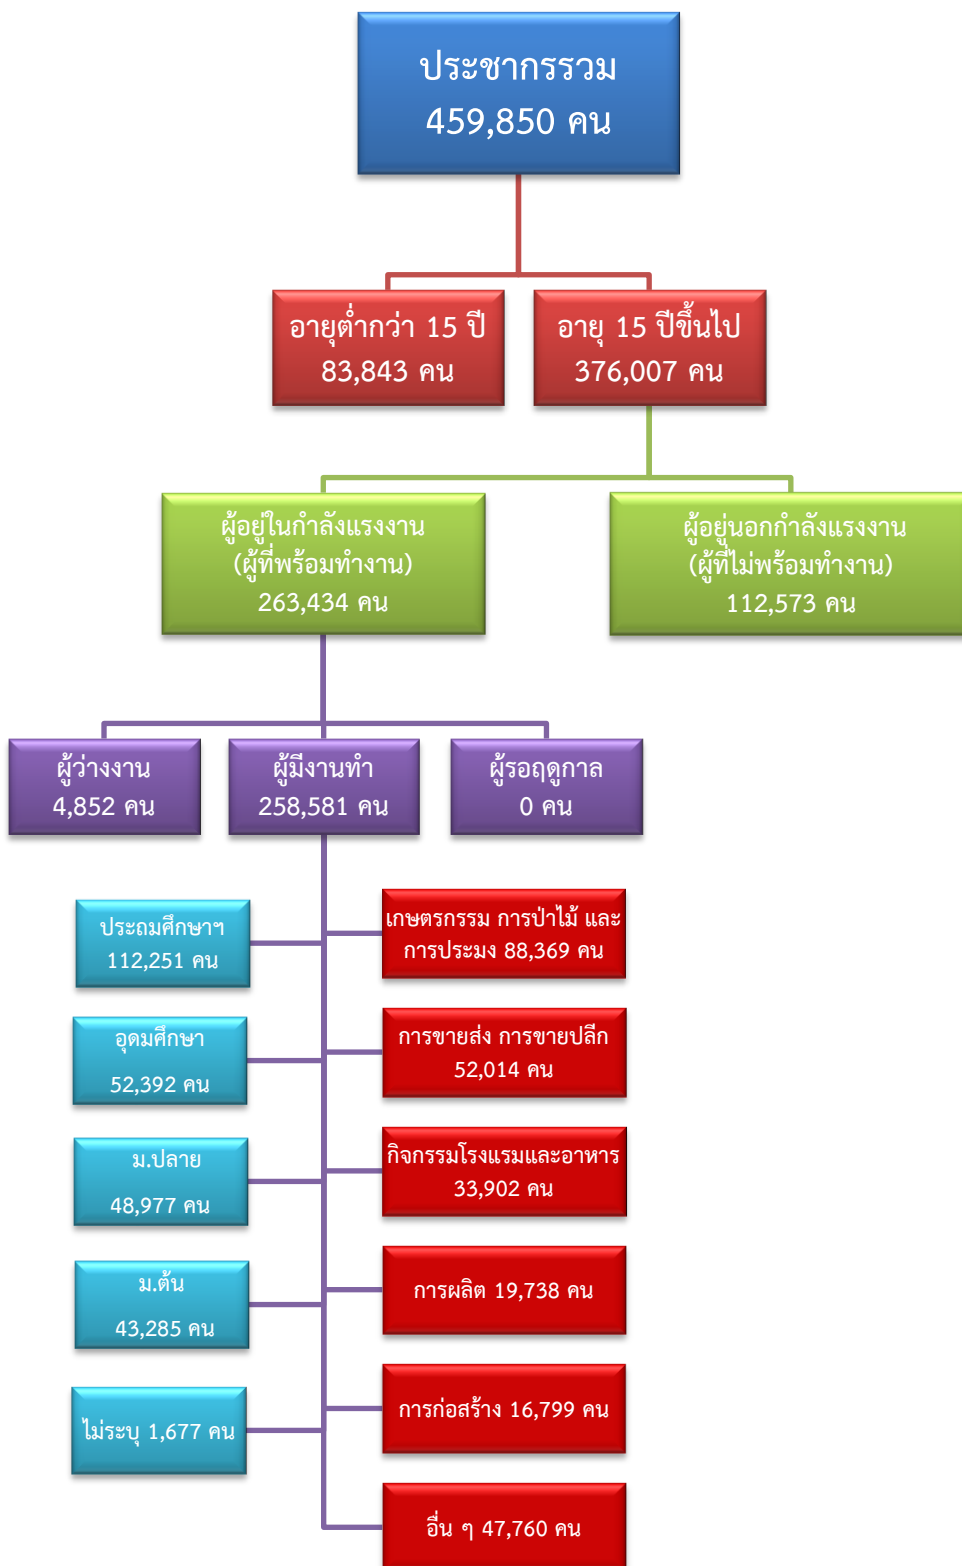 ประชากรรวม
459,850 คน
อายุต่ำกว่า 15 ปี
83,843 คน
อายุ 15 ปีขึ้นไป
376,007 คน
ผู้อยู่ในกำลังแรงงาน
(ผู้ที่พร้อมทำงาน)
263,434 คน
ผู้อยู่นอกกำลังแรงงาน
(ผู้ที่ไม่พร้อมทำงาน)
112,573 คน
ผู้ว่างงาน
4,852 คน
ผู้มีงานทำ
258,581 คน
ผู้รอฤดูกาล
0 คน
ประถมศึกษาฯ
112,251 คน
อุดมศึกษา
52,392 คน
ม.ปลาย
48,977 คน
ม.ต้น
43,285 คน
ไม่ระบุ 1,677 คน
เกษตรกรรม การป่าไม้ และ
การประมง 88,369 คน
การขายส่ง การขายปลีก
52,014 คน
กิจกรรมโรงแรมและอาหาร
33,902 คน
การผลิต 19,738 คน
การก่อสร้าง 16,799 คน
อื่น ๆ 47,760 คน